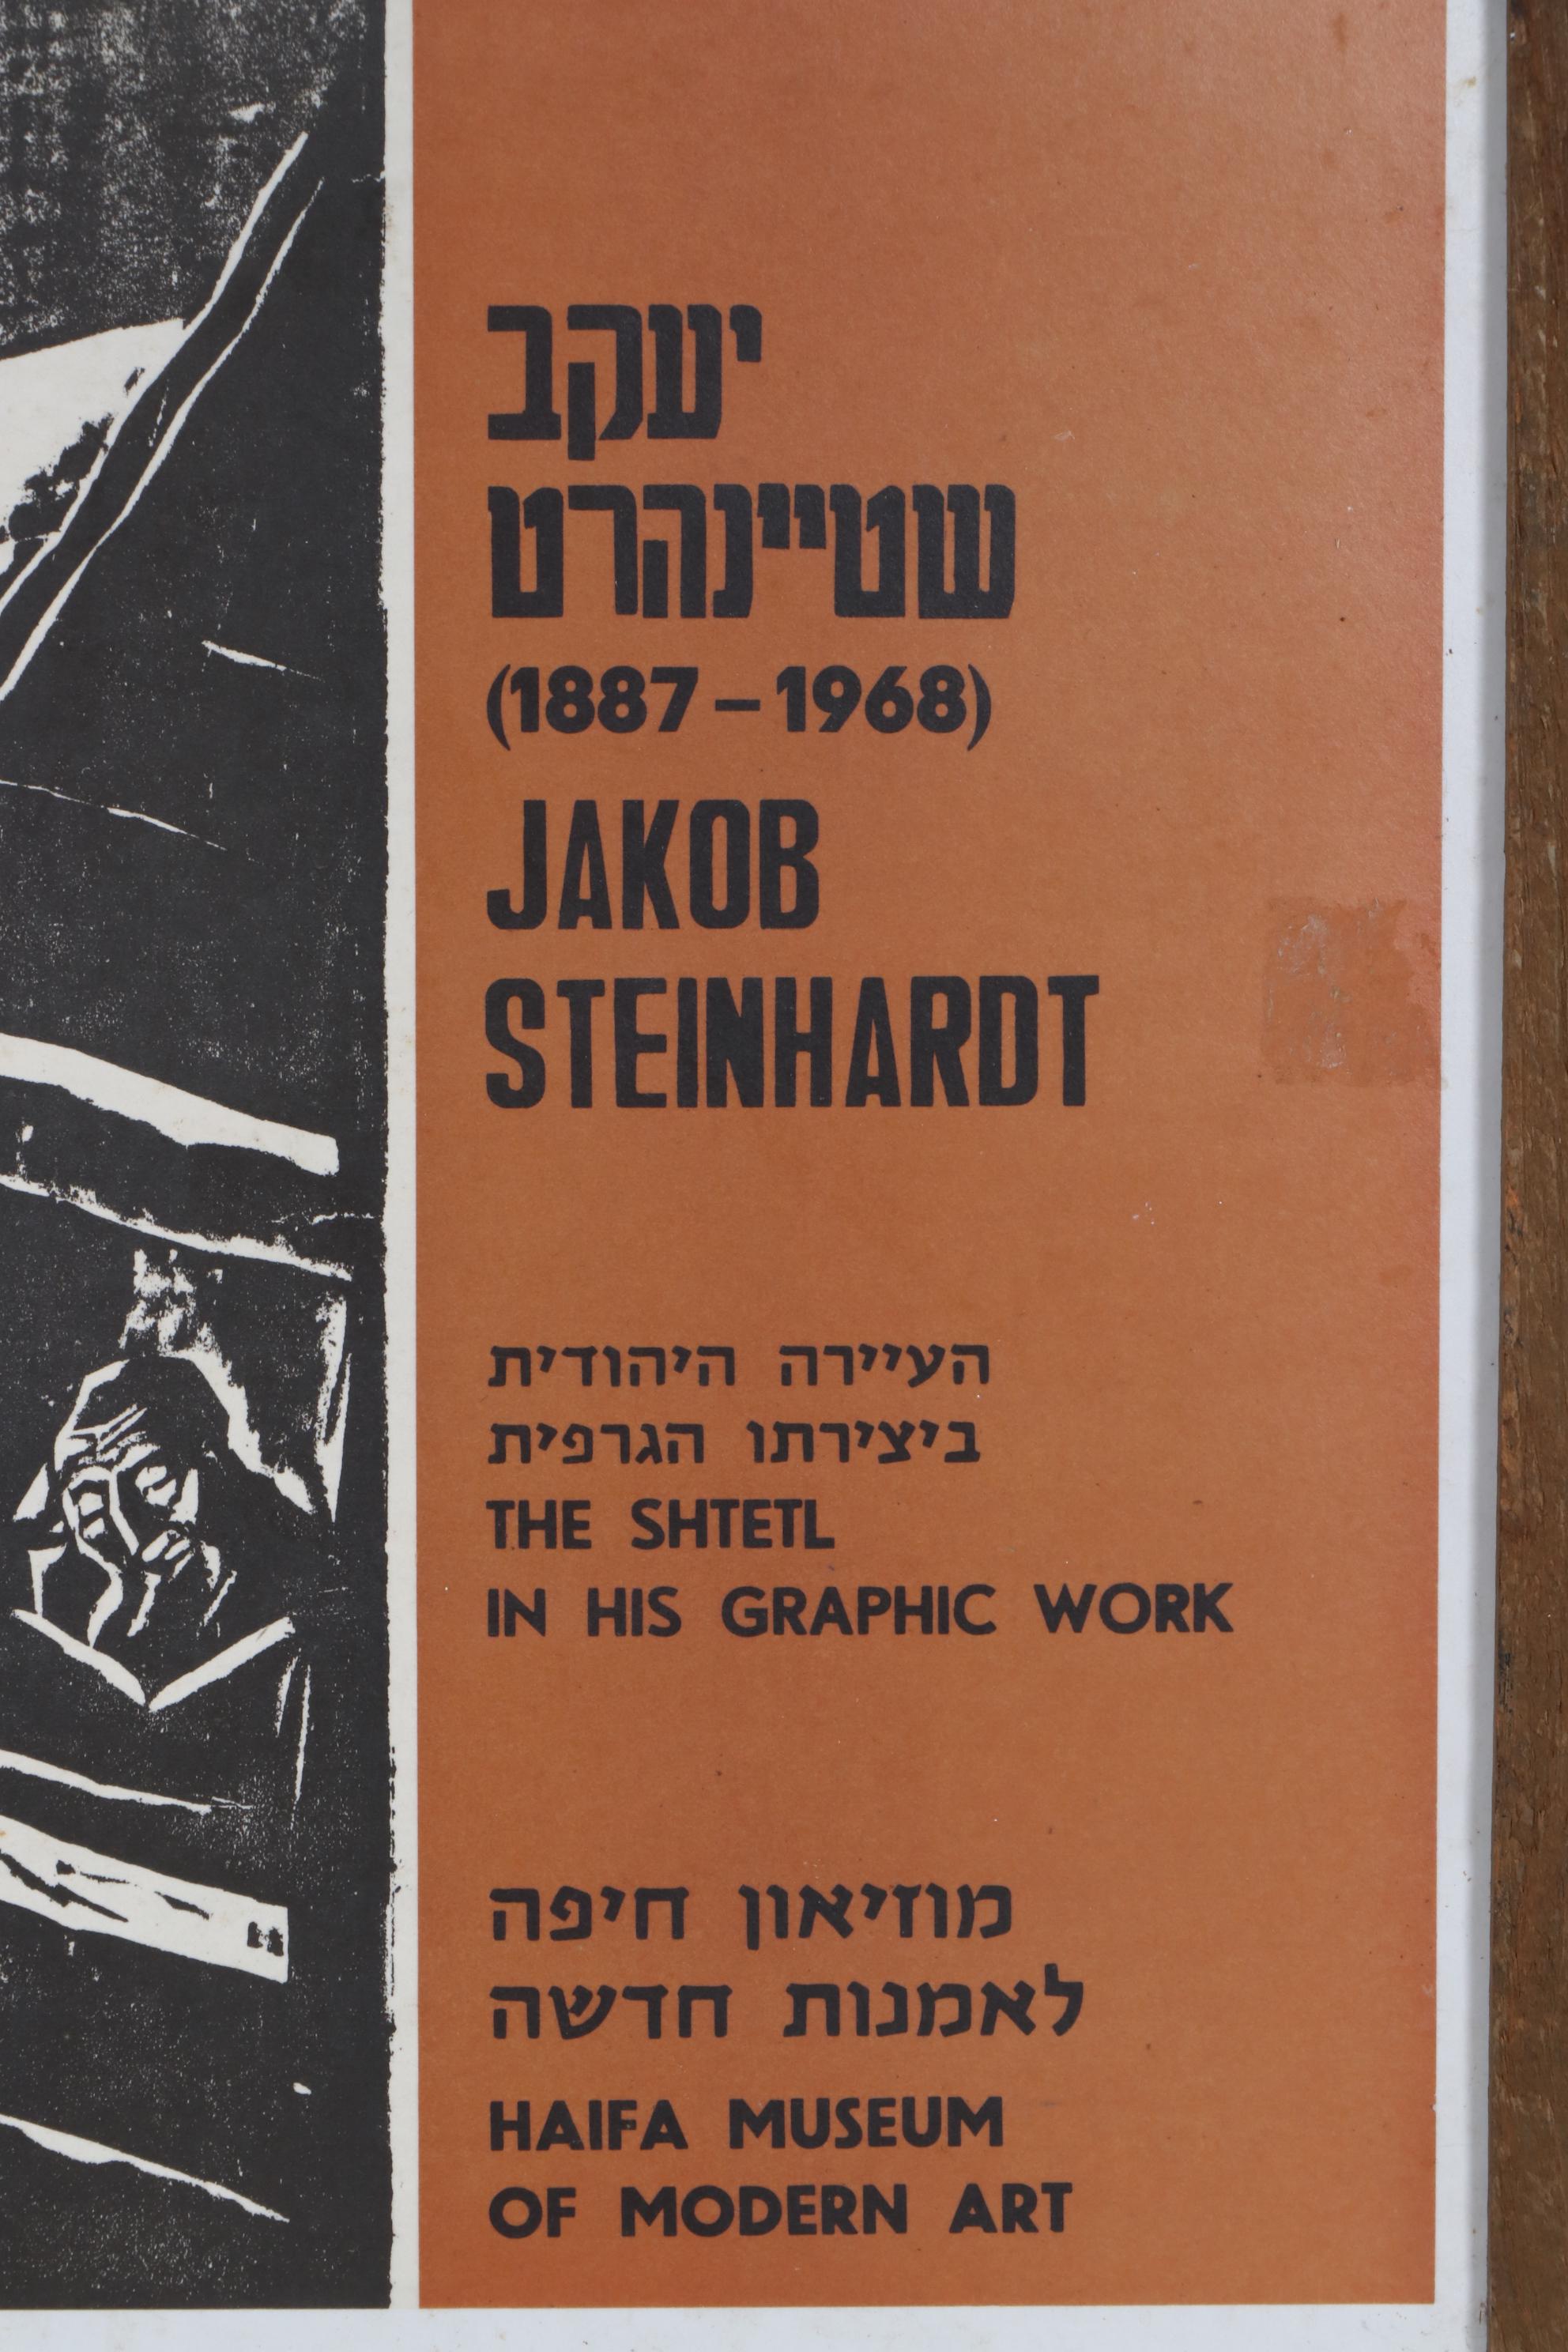 יעקב
שטיינהרט
(1887 – 1968)
JAKOB
STEINHARDT
העיירה היהודית
ביצירתו הגרפית
THE SHTETL
IN HIS GRAPHIC WORK
מוזיאון חיפה
לאמנות חדשה
HAIFA MUSEUM
OF MODERN ART